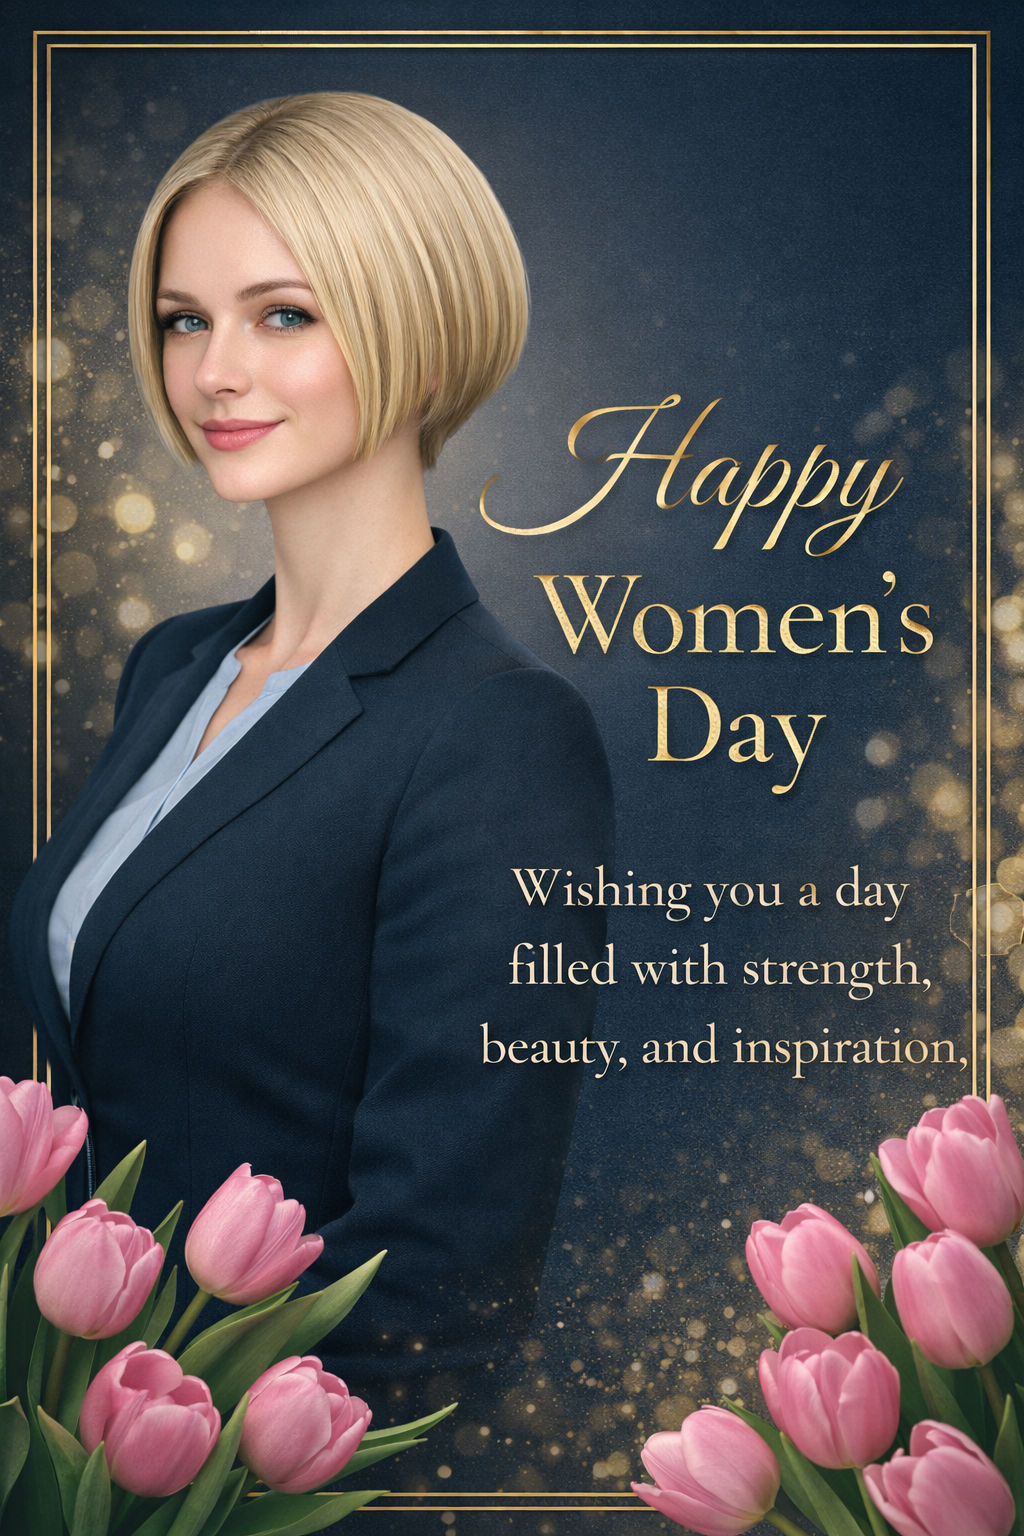 Happy
Women's
Day
Wishing you a day
filled with strength,
beauty, and inspiration,